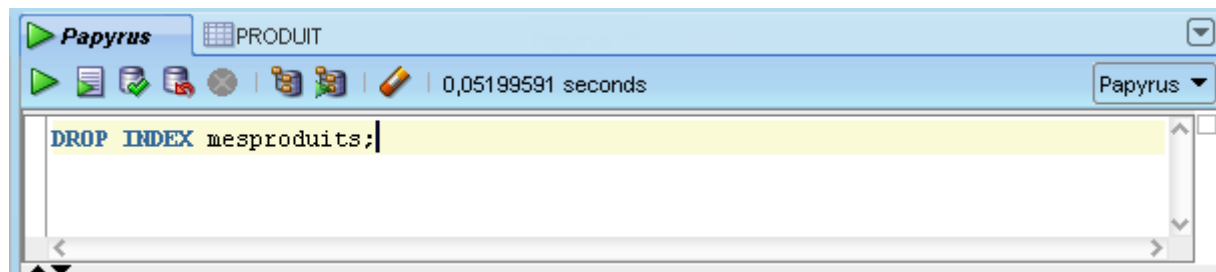 Papyrus PRODUIT
0,05199591 seconds Papyrus
DROP INDEX mesproduits;